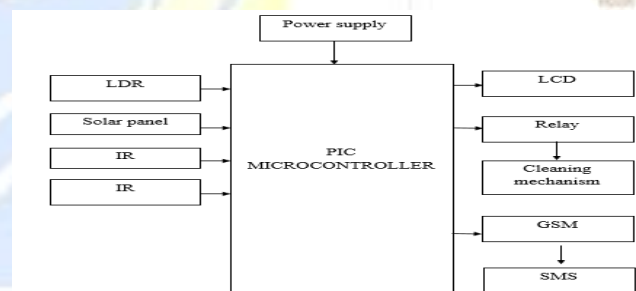 Power supply
LDR
Solar panel
IR
IR
PIC
MICROCONTROLLER
LCD
Relay
Cleaning
mechanism
GSM
SMS